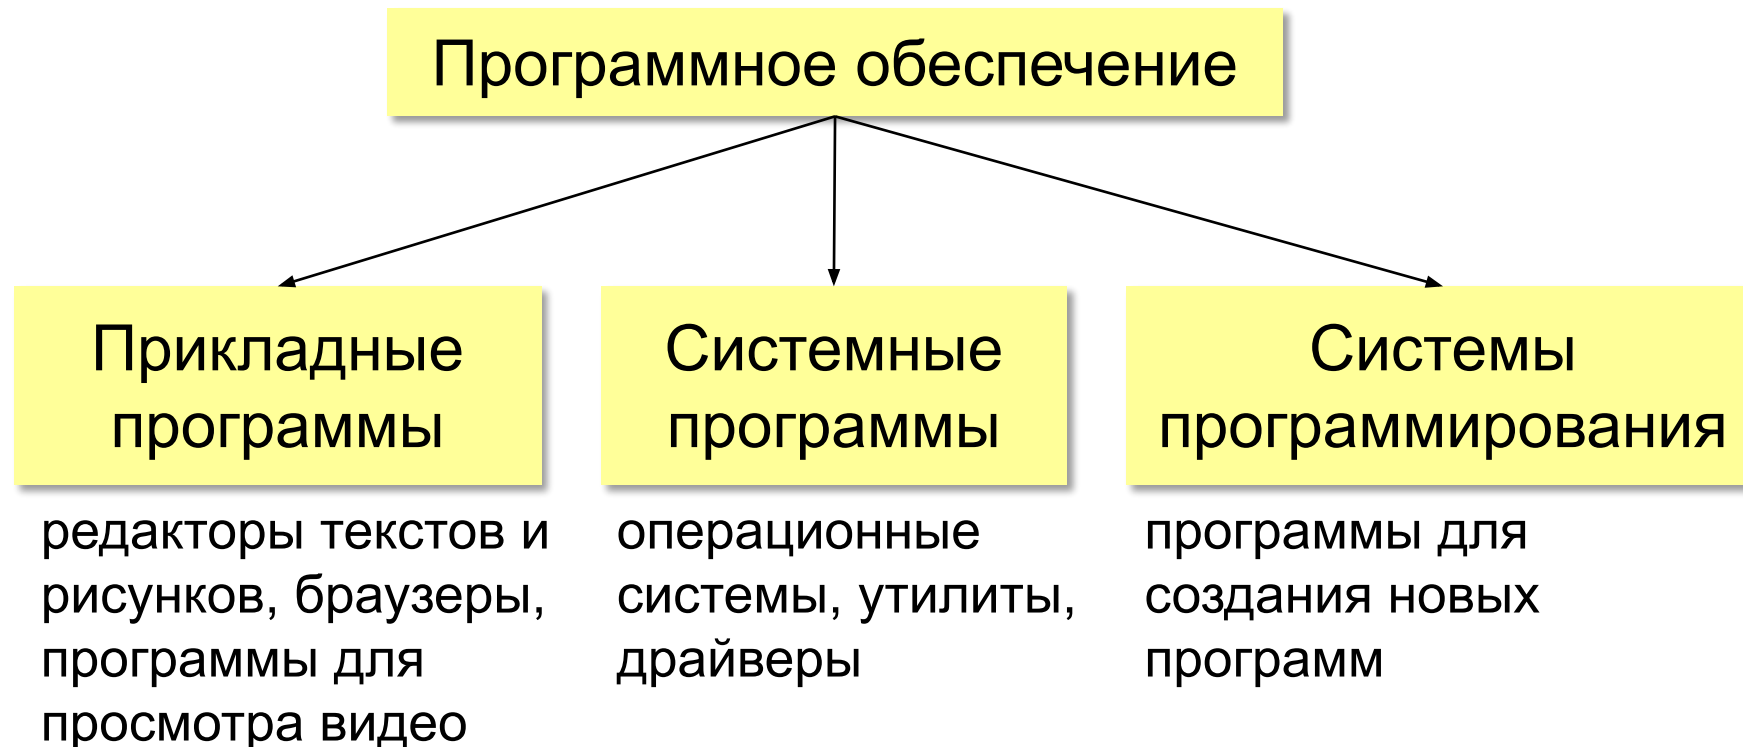 Программное обеспечение
Прикладные
программы
Системные
программы
Системы
программирования
редакторы текстов и
рисунков, браузеры,
программы для
просмотра видео
операционные
системы, утилиты,
драйверы
программы для
создания новых
программ